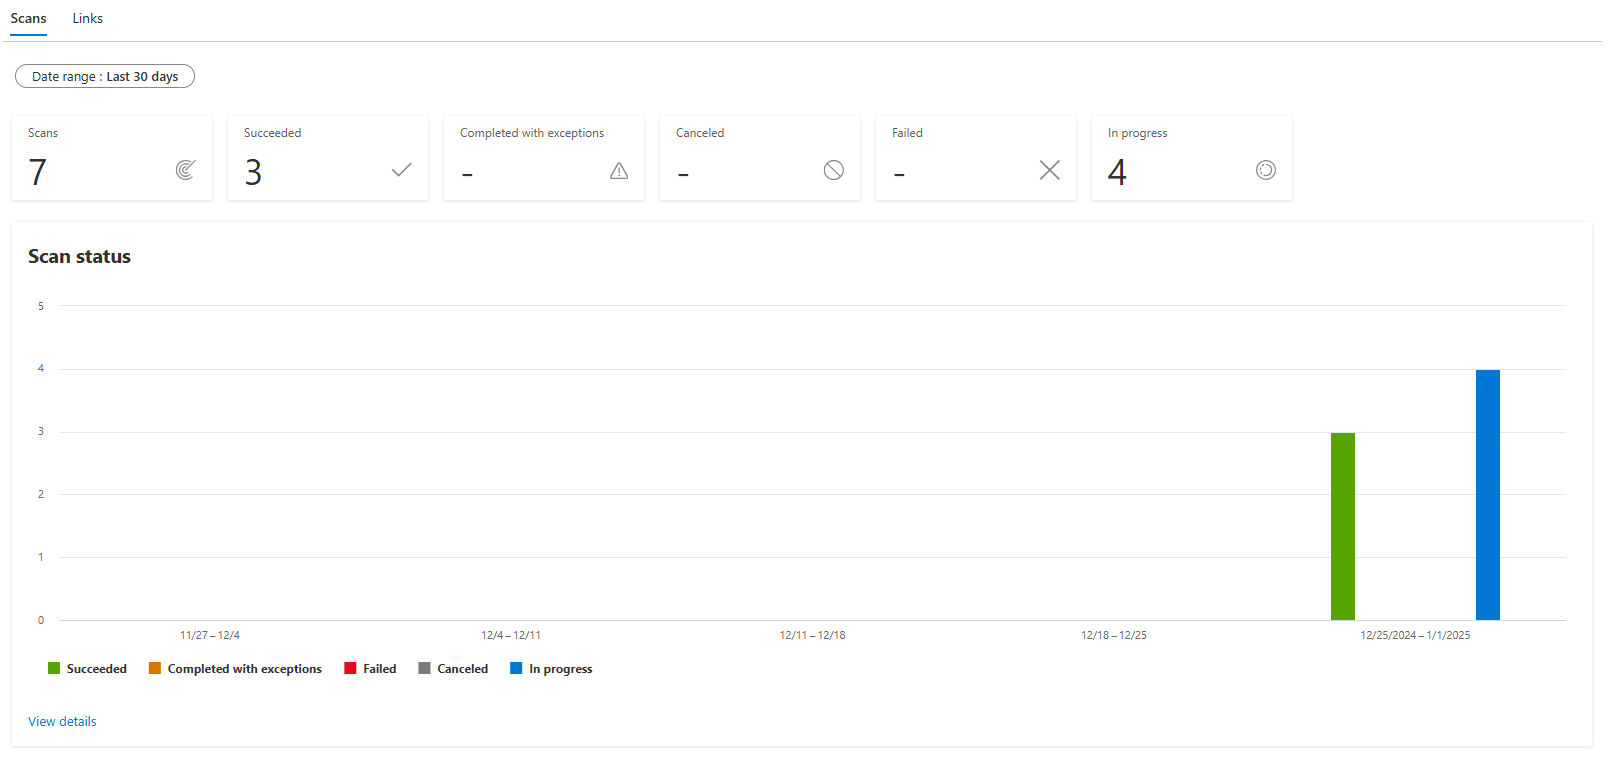 Scans Links
Date range : Last 30 days
Scans Succeeded Completed with exceptions Canceled Failed In progress
7 3 - - - 4
Scan status
5
4
3
2
1
0
11/27 – 12/4 12/4 – 12/11 12/11 – 12/18 12/18 – 12/25 12/25/2024 – 1/1/2025
Succeeded Completed with exceptions Failed Canceled In progress
View details